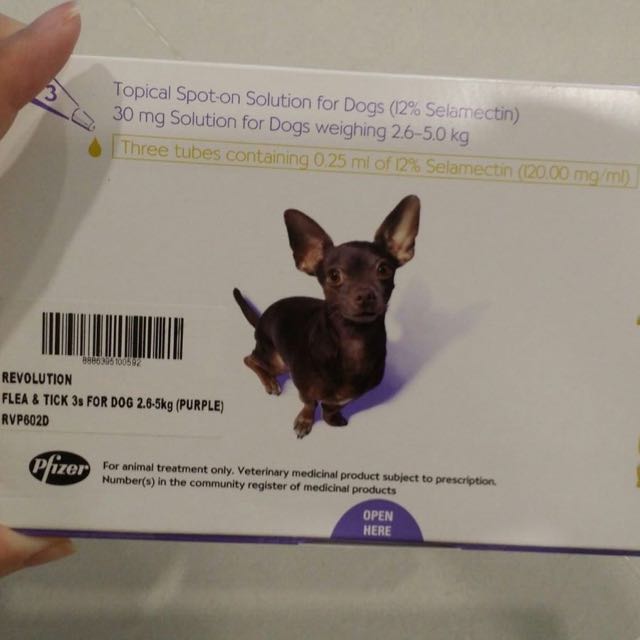 3
Topical Spot-on Solution for Dogs (12% Selamectin)
30 mg Solution for Dogs weighing 2.6-5.0 kg
Three tubes containing 0.25 ml of 12% Selamectin (120.00 mg/ml)
8886395100592
REVOLUTION
FLEA & TICK 3s FOR DOG 2.6-5kg (PURPLE)
RVP602D
Pfizer
For animal treatment only. Veterinary medicinal product subject to prescription.
Number(s) in the community register of medicinal products
OPEN
HERE